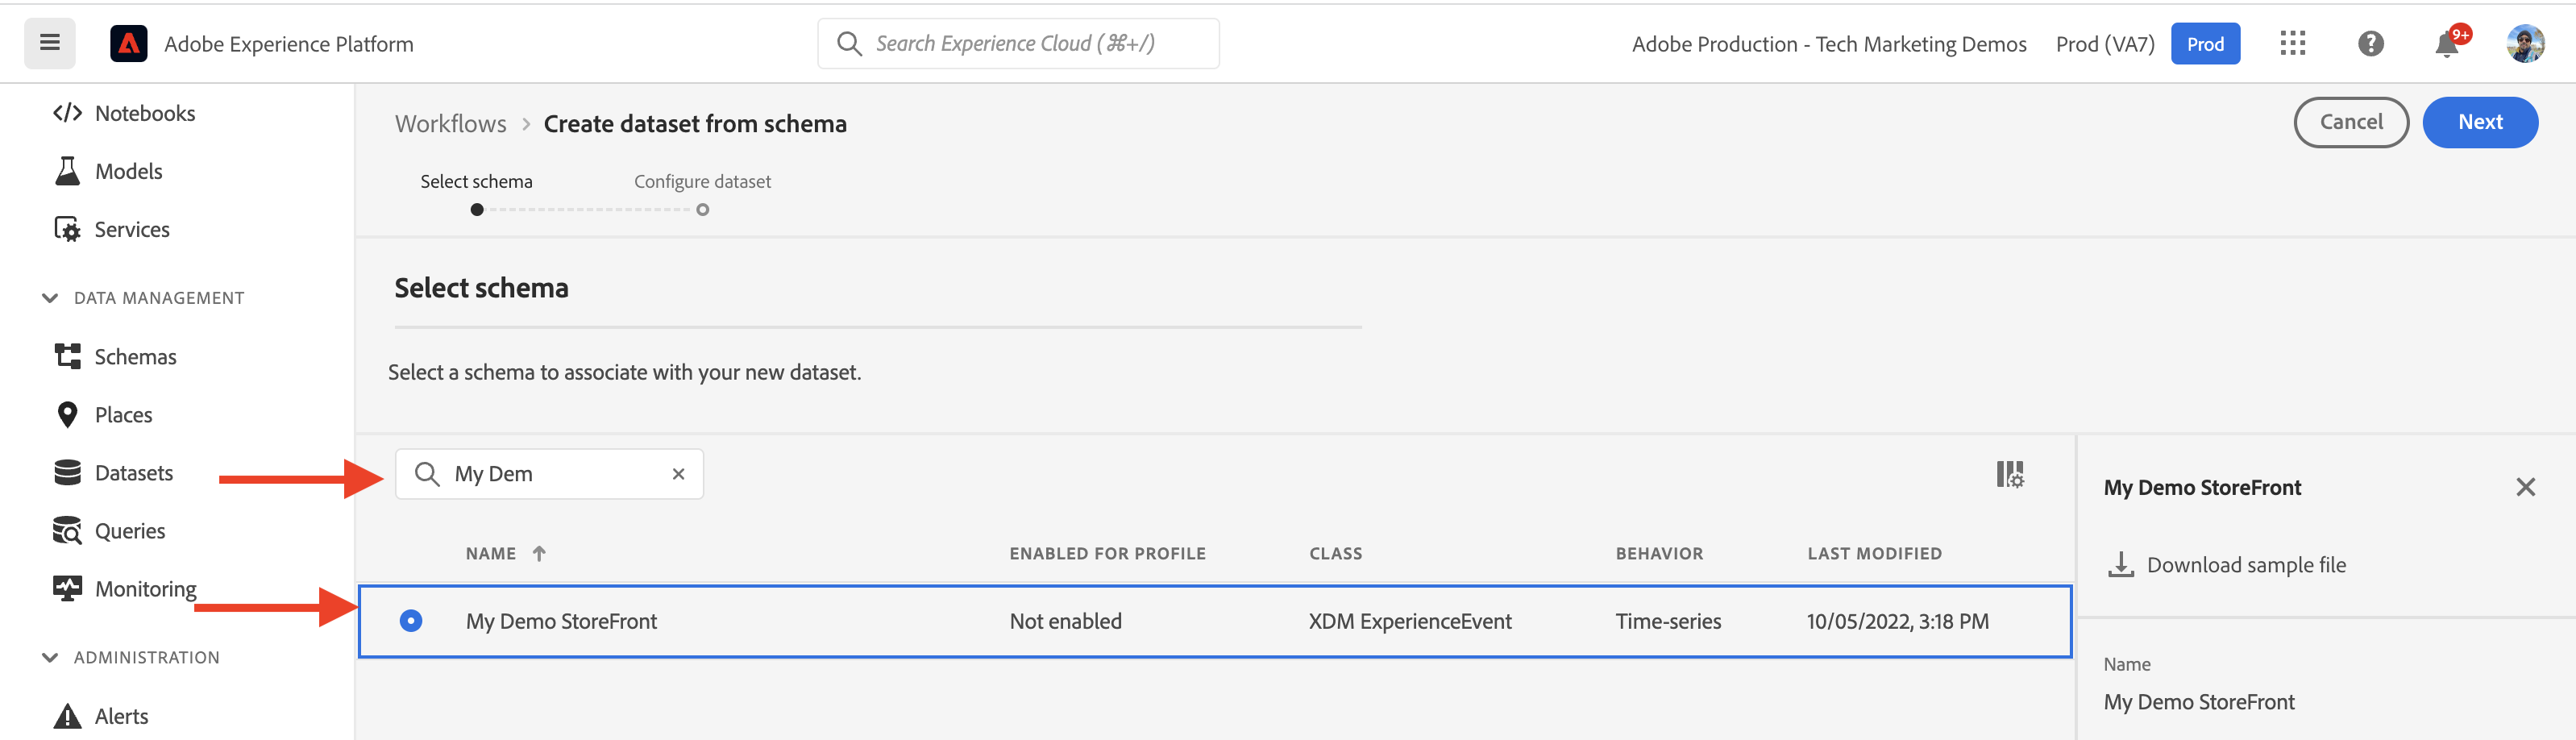 Adobe Experience Platform
Search Experience Cloud (⌘+/)
Adobe Production - Tech Marketing Demos
Prod (VA7)
Prod
9+
Notebooks
Models
Services
DATA MANAGEMENT
Schemas
Places
Datasets
Queries
Monitoring
ADMINISTRATION
Alerts
Workflows > Create dataset from schema
Cancel
Next
Select schema
Configure dataset
Select schema
Select a schema to associate with your new dataset.
My Dem
NAME ↑ ENABLED FOR PROFILE CLASS BEHAVIOR LAST MODIFIED
My Demo StoreFront Not enabled XDM ExperienceEvent Time-series 10/05/2022, 3:18 PM
My Demo StoreFront
Download sample file
Name
My Demo StoreFront